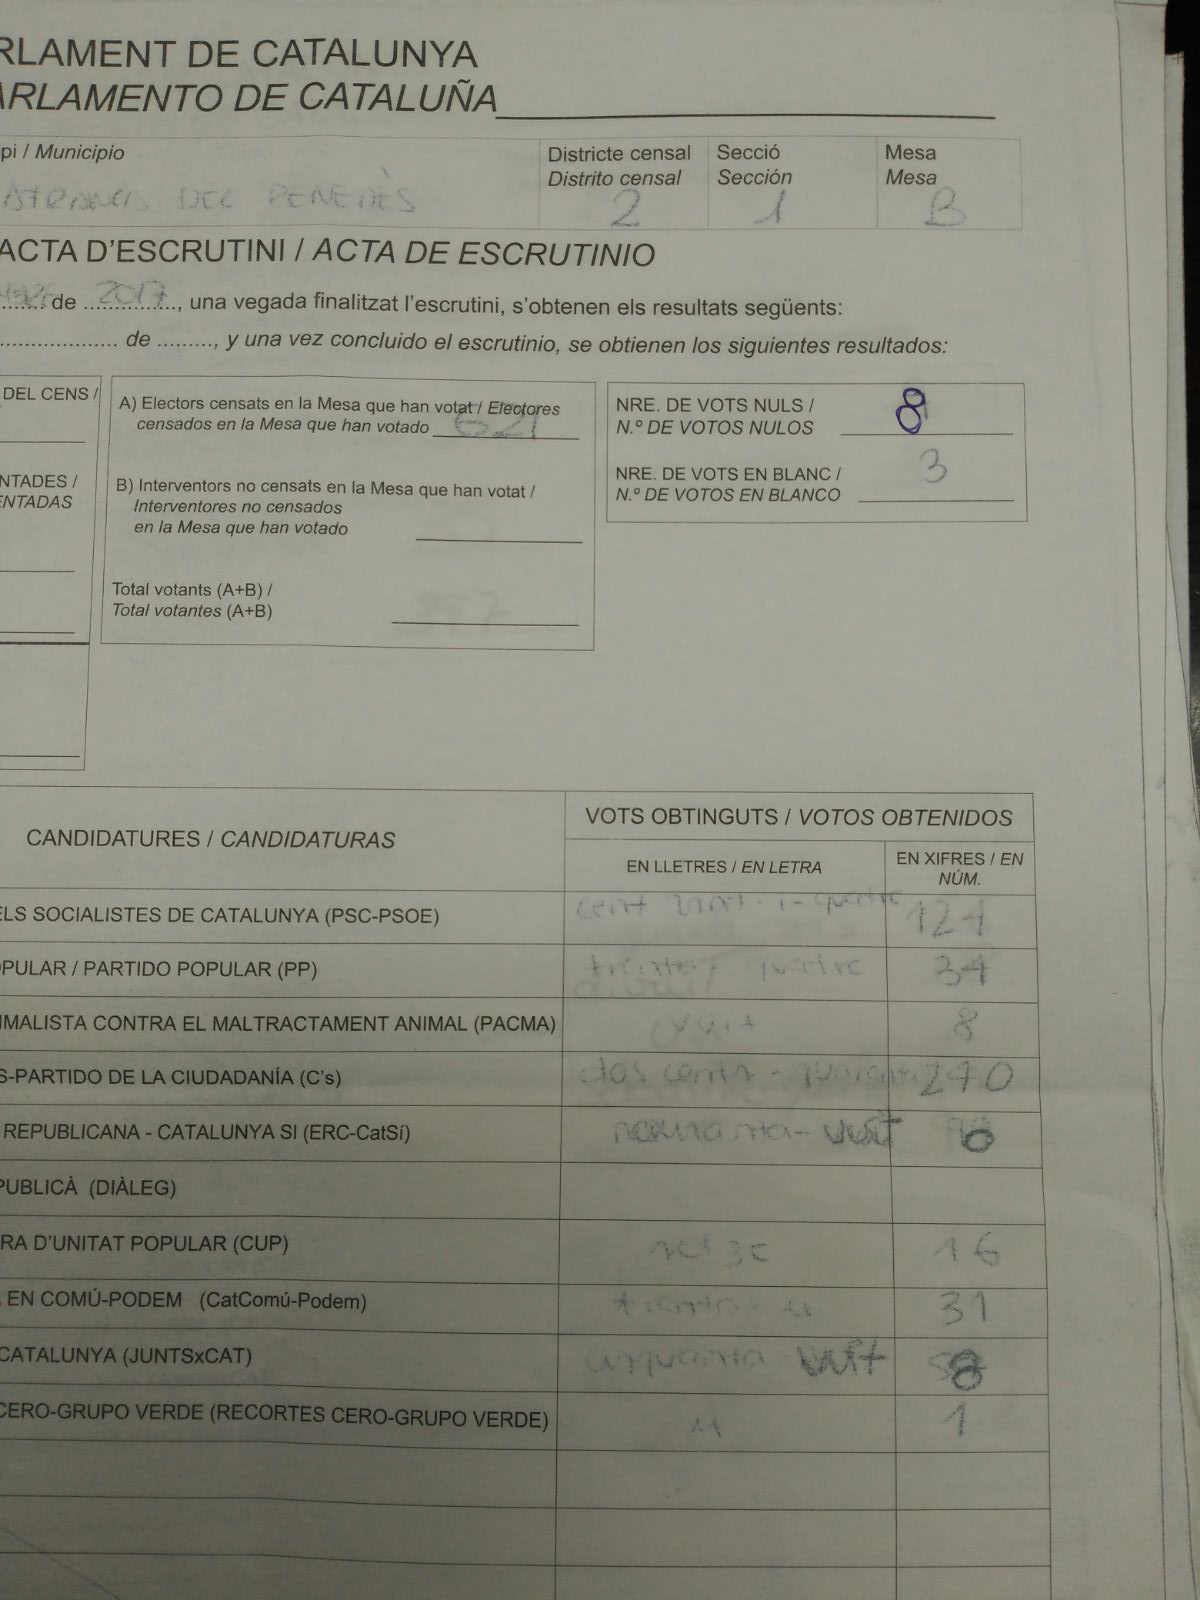 RLAMENT DE CATALUNYA
ARLAMENTO DE CATALUÑA
pi / Municipio
DEL PENEDÈS
Districte censal
Distrito censal
2
Secció
Sección
1
Mesa
Mesa
B
ACTA D'ESCRUTINI / ACTA DE ESCRUTINIO
de 2017, una vegada finalitzat l'escrutini, s'obtenen els resultats següents:
de ........., y una vez concluido el escrutinio, se obtienen los siguientes resultados:
DEL CENS /
NTADES /
ENTADAS
A) Electors censats en la Mesa que han votat / Electores
censados en la Mesa que han votado 621
B) Interventors no censats en la Mesa que han votat /
Interventores no censados
en la Mesa que han votado
Total votants (A+B) /
Total votantes (A+B)
NRE. DE VOTS NULS /
N.º DE VOTOS NULOS 8
NRE. DE VOTS EN BLANC / 3
N.º DE VOTOS EN BLANCO
CANDIDATURES / CANDIDATURAS
VOTS OBTINGUTS / VOTOS OBTENIDOS
EN LLETRES / EN LETRA
EN XIFRES / EN
NÚM.
ELS SOCIALISTES DE CATALUNYA (PSC-PSOE) cent vint-i-quatre 124
OPULAR / PARTIDO POPULAR (PP) trenta-quatre 34
IMALISTA CONTRA EL MALTRACTAMENT ANIMAL (PACMA) 8
S-PARTIDO DE LA CIUDADANÍA (C's) dos cents-quaranta 240
REPUBLICANA - CATALUNYA SI (ERC-CatSí) noranta-vuit
PUBLICÀ (DIÀLEG)
RA D'UNITAT POPULAR (CUP) setze 16
EN COMÚ-PODEM (CatComú-Podem) trenta-u 31
CATALUNYA (JUNTSxCAT) cinquanta vuit 58
CERO-GRUPO VERDE (RECORTES CERO-GRUPO VERDE) 1